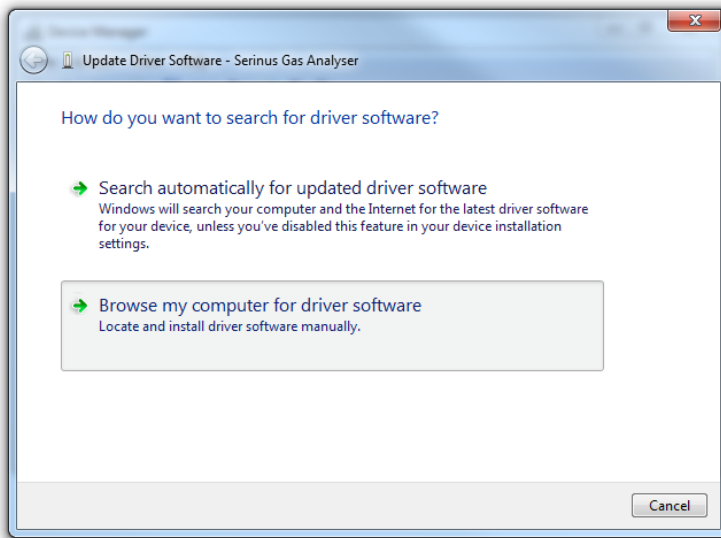 Device Manager
Update Driver Software - Serinus Gas Analyser
How do you want to search for driver software?
Search automatically for updated driver software
Windows will search your computer and the Internet for the latest driver software
for your device, unless you've disabled this feature in your device installation
settings.
Browse my computer for driver software
Locate and install driver software manually.
Cancel